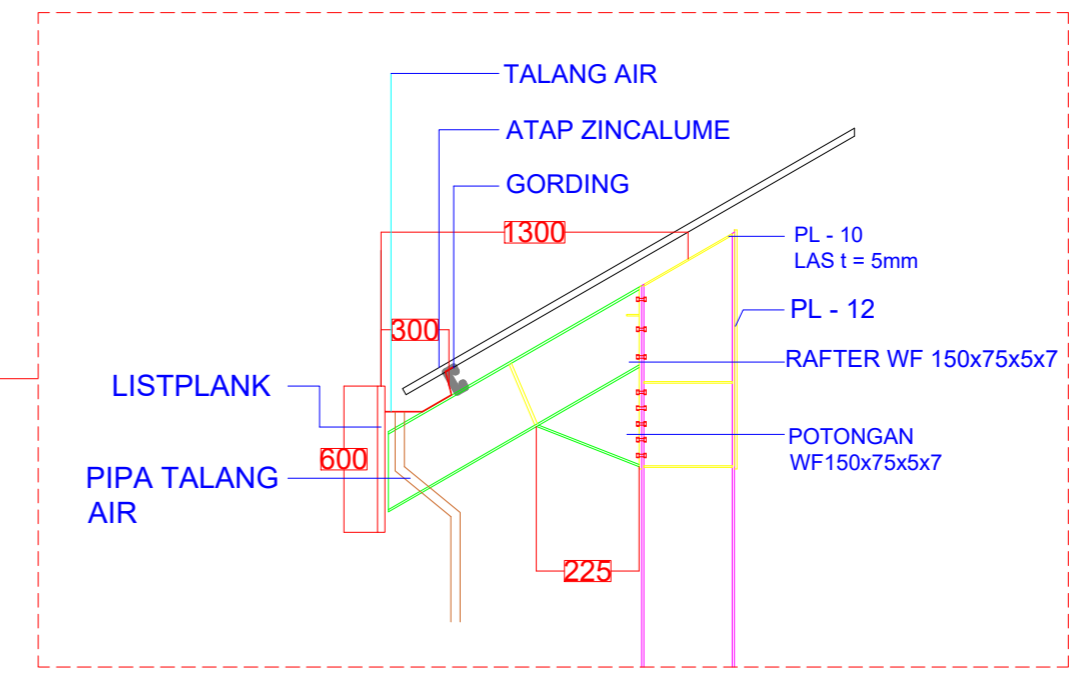 TALANG AIR
ATAP ZINCALUME
GORDING
1300
PL - 10
LAS t = 5mm
PL - 12
300
RAFTER WF 150x75x5x7
LISTPLANK
POTONGAN
WF150x75x5x7
600
PIPA TALANG
AIR
225